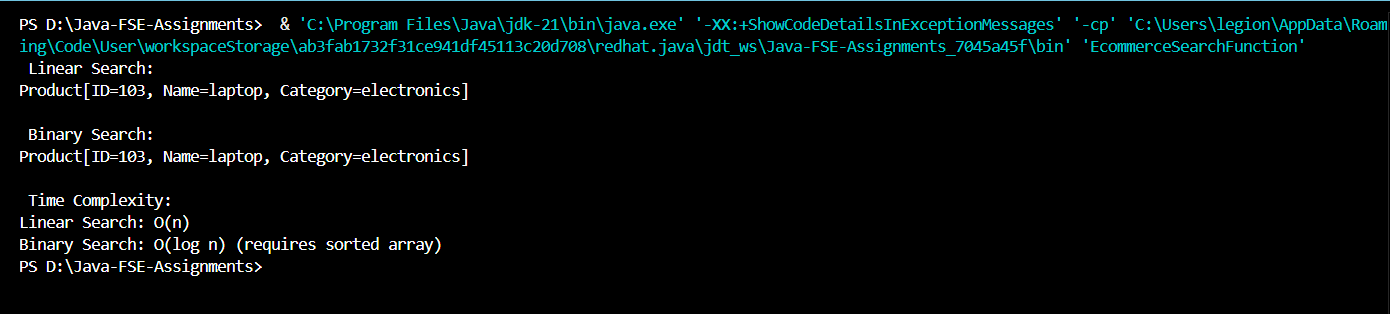 PS D:\Java-FSE-Assignments>  & 'C:\Program Files\Java\jdk-21\bin\java.exe' '-XX:+ShowCodeDetailsInExceptionMessages' '-cp' 'C:\Users\legion\AppData\Roam
ing\Code\User\workspaceStorage\ab3fab1732f31ce941df45113c20d708\redhat.java\jdt_ws\Java-FSE-Assignments_7045a45f\bin' 'EcommerceSearchFunction'
 Linear Search:
Product[ID=103, Name=laptop, Category=electronics]
 Binary Search:
Product[ID=103, Name=laptop, Category=electronics]
 Time Complexity:
Linear Search: O(n)
Binary Search: O(log n) (requires sorted array)
PS D:\Java-FSE-Assignments>